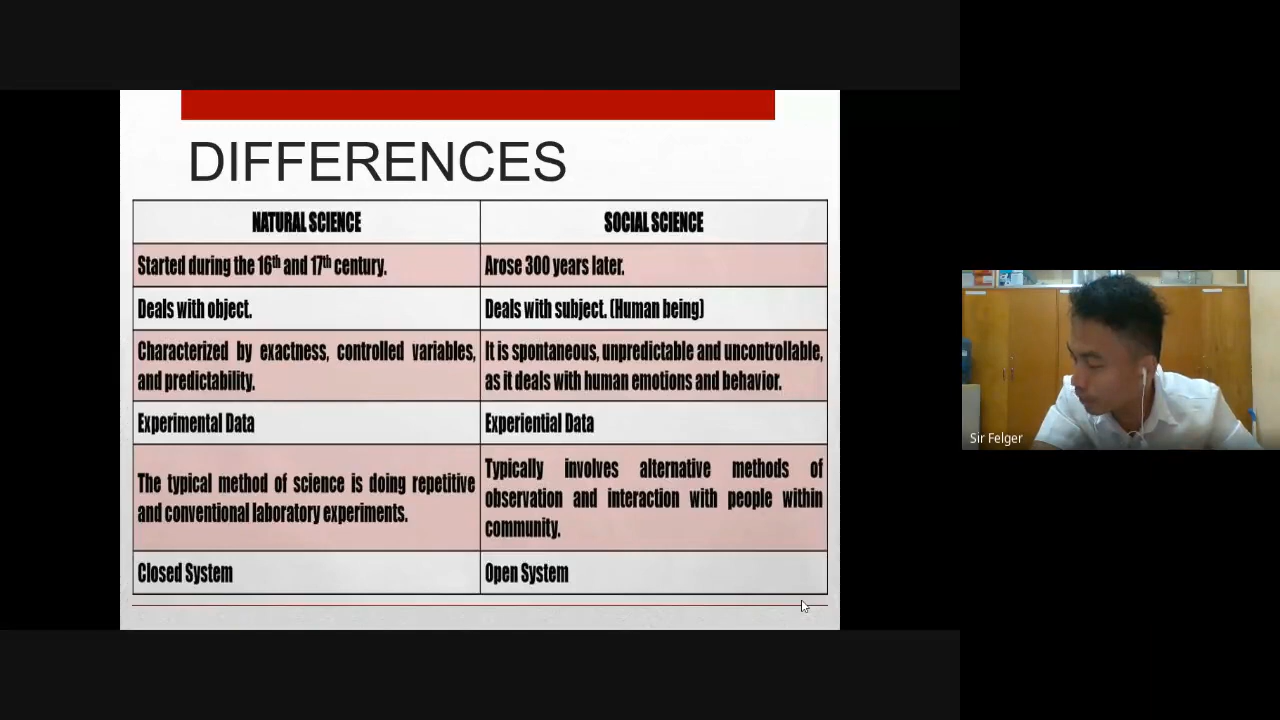 DIFFERENCES
NATURAL SCIENCE
SOCIAL SCIENCE
Started during the 16th and 17th century.
Arose 300 years later.
Deals with object.
Deals with subject. (Human being)
Characterized by exactness, controlled variables,
and predictability.
It is spontaneous, unpredictable and uncontrollable,
as it deals with human emotions and behavior.
Experimental Data
Experiential Data
The typical method of science is doing repetitive
and conventional laboratory experiments.
Typically involves alternative methods of
observation and interaction with people within
community.
Closed System
Open System
Sir Felger